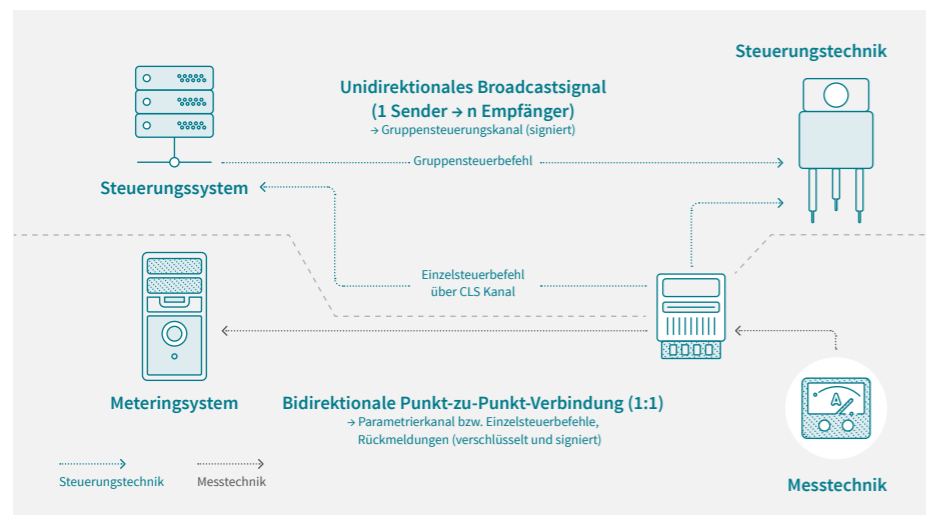 Steuerungstechnik
Unidirektionales Broadcastsignal
(1 Sender → n Empfänger)
→ Gruppensteuerungskanal (signiert)
Gruppensteuerbefehl
Steuerungssystem
Einzelsteuerbefehl
über CLS Kanal
A
Meteringsystem
Bidirektionale Punkt-zu-Punkt-Verbindung (1:1)
→ Parametrierkanal bzw. Einzelsteuerbefehle,
Rückmeldungen (verschlüsselt und signiert)
Steuerungstechnik
Messtechnik
Messtechnik